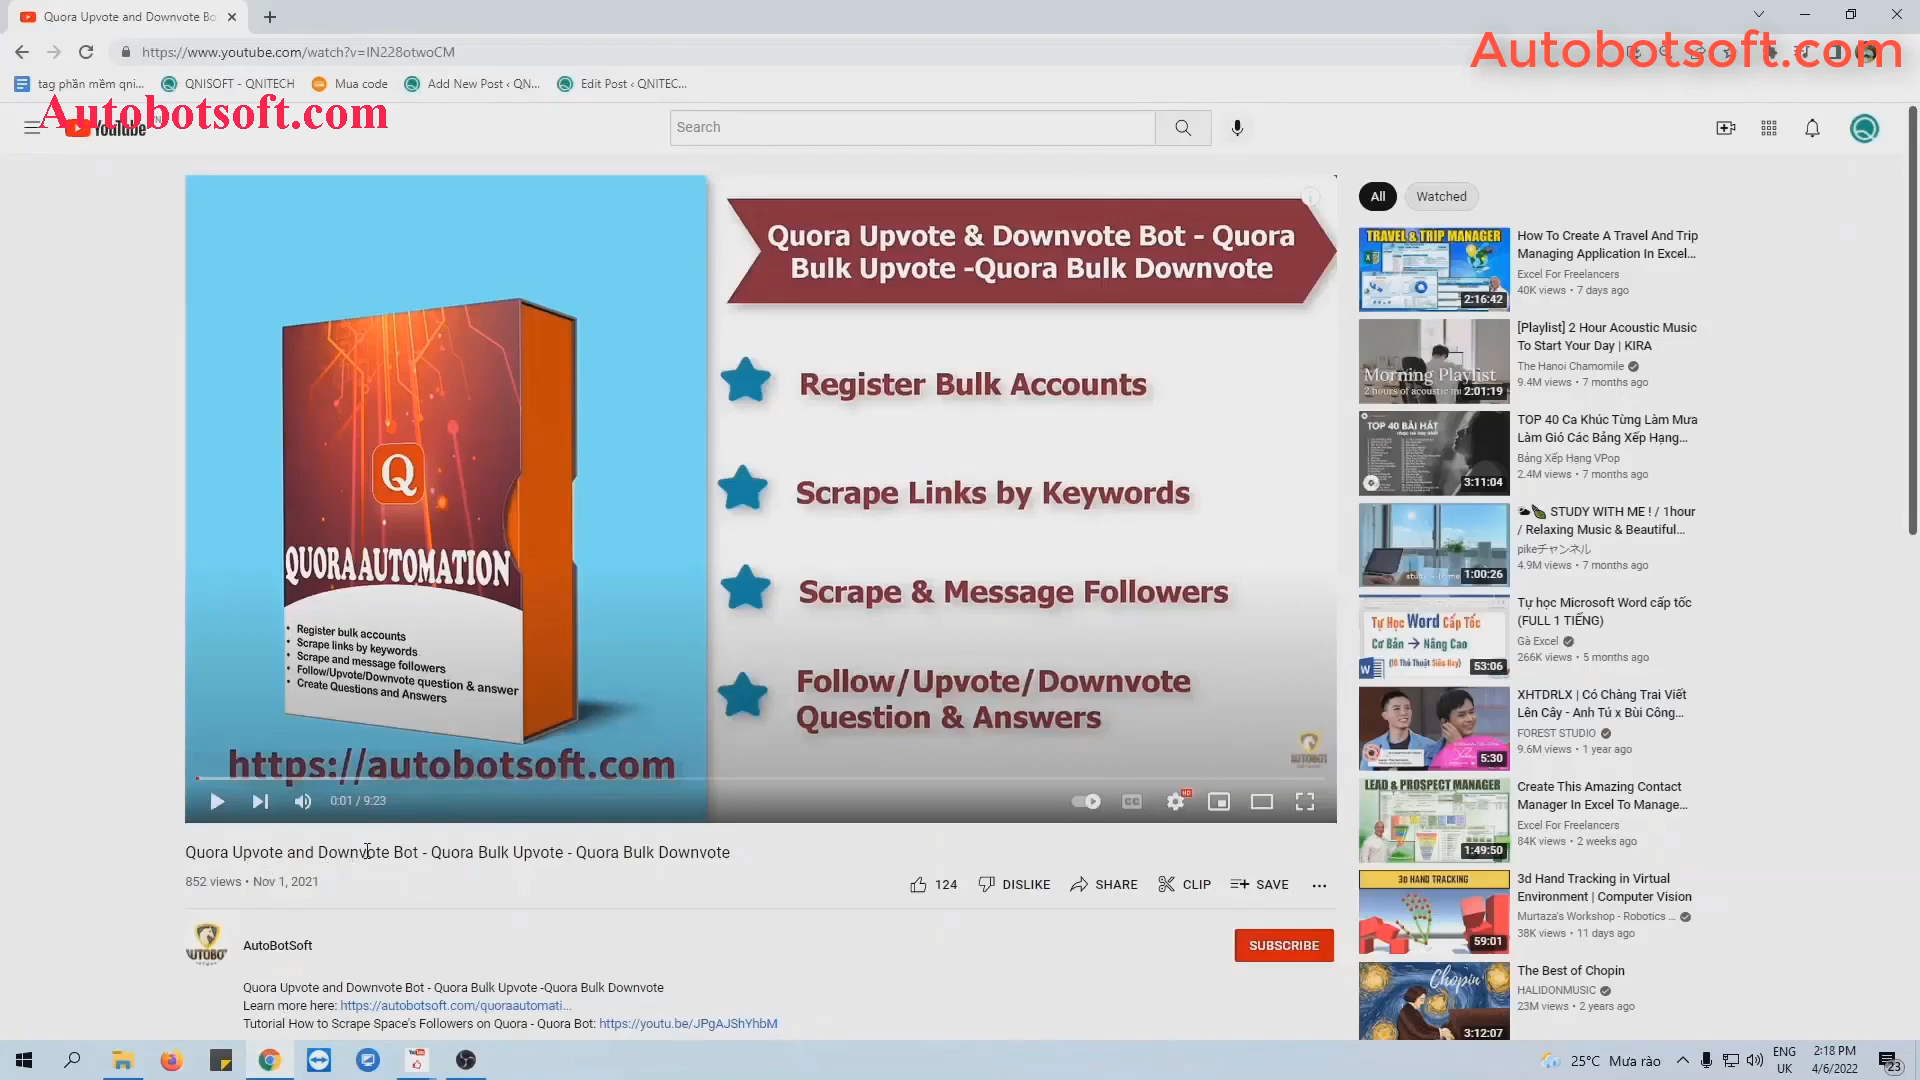 Quora Upvote and Downvote Bo
https://www.youtube.com/watch?v=IN228otwoCM
Autobotsoft.com
tag phần mềm qni...
QNISOFT - QNITECH
Mua code
Add New Post ‹ QN...
Edit Post ‹ QNITEC...
Autobotsoft.com
YouTube
Search
Quora Upvote & Downvote Bot - Quora
Bulk Upvote -Quora Bulk Downvote
Register Bulk Accounts
Scrape Links by Keywords
Scrape & Message Followers
Follow/Upvote/Downvote
Question & Answers
Q
QUORA AUTOMATION
• Register bulk accounts
• Scrape links by keywords
• Scrape and message followers
• Follow/Upvote/Downvote question & answer
• Create Questions and Answers
https://autobotsoft.com
AUTOBOT
0:01 / 9:23
CC
HD
Quora Upvote and Downvote Bot - Quora Bulk Upvote - Quora Bulk Downvote
852 views • Nov 1, 2021
124
DISLIKE
SHARE
CLIP
SAVE
AutoBotSoft
SUBSCRIBE
Quora Upvote and Downvote Bot - Quora Bulk Upvote -Quora Bulk Downvote
Learn more here: https://autobotsoft.com/quoraautomati...
Tutorial How to Scrape Space's Followers on Quora - Quora Bot: https://youtu.be/JPgAJShYhbM
All
Watched
TRAVEL & TRIP MANAGER
2:16:42
How To Create A Travel And Trip
Managing Application In Excel...
Excel For Freelancers
40K views • 7 days ago
Morning Playlist
2:01:19
[Playlist] 2 Hour Acoustic Music
To Start Your Day | KIRA
The Hanoi Chamomile
9.4M views • 7 months ago
TOP 40 BÀI HÁT
3:11:04
TOP 40 Ca Khúc Từng Làm Mưa
Làm Gió Các Bảng Xếp Hạng...
Bảng Xếp Hạng VPop
2.4M views • 7 months ago
1:00:26
STUDY WITH ME ! / 1hour
/ Relaxing Music & Beautiful...
pikeチャンネル
4.9M views • 7 months ago
Tự Học Word Cấp Tốc
Cơ Bản → Nâng Cao
(10 Thủ Thuật Siêu Hay)
53:06
Tự học Microsoft Word cấp tốc
(FULL 1 TIẾNG)
Gà Excel
266K views • 5 months ago
5:30
XHTDRLX | Có Chàng Trai Viết
Lên Cây - Anh Tú x Bùi Công...
FOREST STUDIO
9.6M views • 1 year ago
LEAD & PROSPECT MANAGER
1:49:50
Create This Amazing Contact
Manager In Excel To Manage...
Excel For Freelancers
84K views • 2 weeks ago
3d HAND TRACKING
59:01
3d Hand Tracking in Virtual
Environment | Computer Vision
Murtaza's Workshop - Robotics ...
38K views • 11 days ago
Chopin
3:12:07
The Best of Chopin
HALIDONMUSIC
23M views • 2 years ago
25°C Mưa rào
ENG
UK
2:18 PM
4/6/2022
23